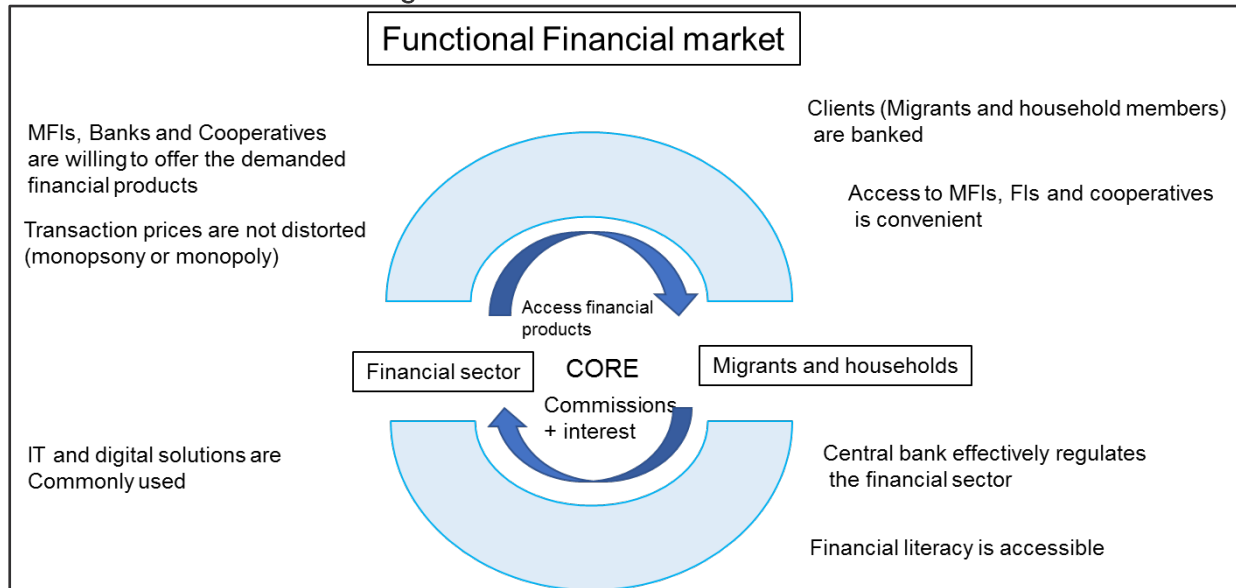 Functional Financial market
MFIs, Banks and Cooperatives
are willing to offer the demanded
financial products
Transaction prices are not distorted
(monopsony or monopoly)
Clients (Migrants and household members)
are banked
Access to MFIs, FIs and cooperatives
is convenient
Access financial
products
Financial sector
CORE
Migrants and households
Commissions
+ interest
IT and digital solutions are
Commonly used
Central bank effectively regulates
the financial sector
Financial literacy is accessible